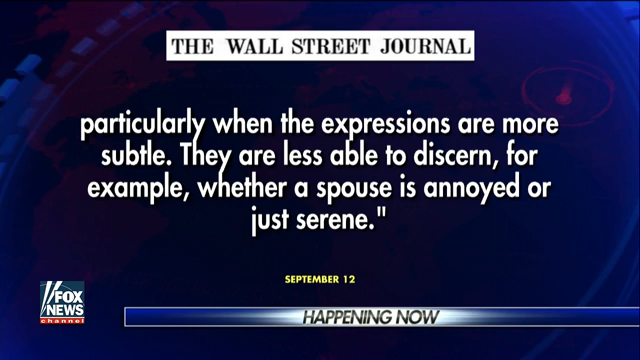 THE WALL STREET JOURNAL
particularly when the expressions are more
subtle. They are less able to discern, for
example, whether a spouse is annoyed or
just serene."
SEPTEMBER 12
FOX
NEWS
channel
HAPPENING NOW